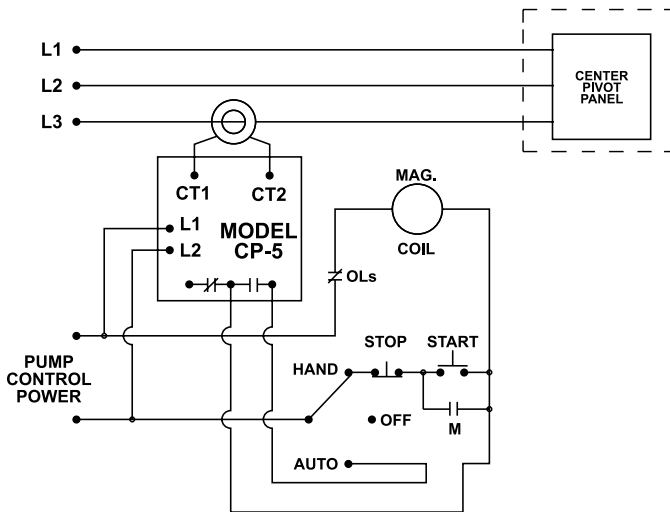 L1
L2
L3
CENTER
PIVOT
PANEL
CT1
CT2
MAG.
COIL
L1
L2
MODEL
CP-5
OLs
PUMP
CONTROL
POWER
HAND
STOP
START
OFF
M
AUTO